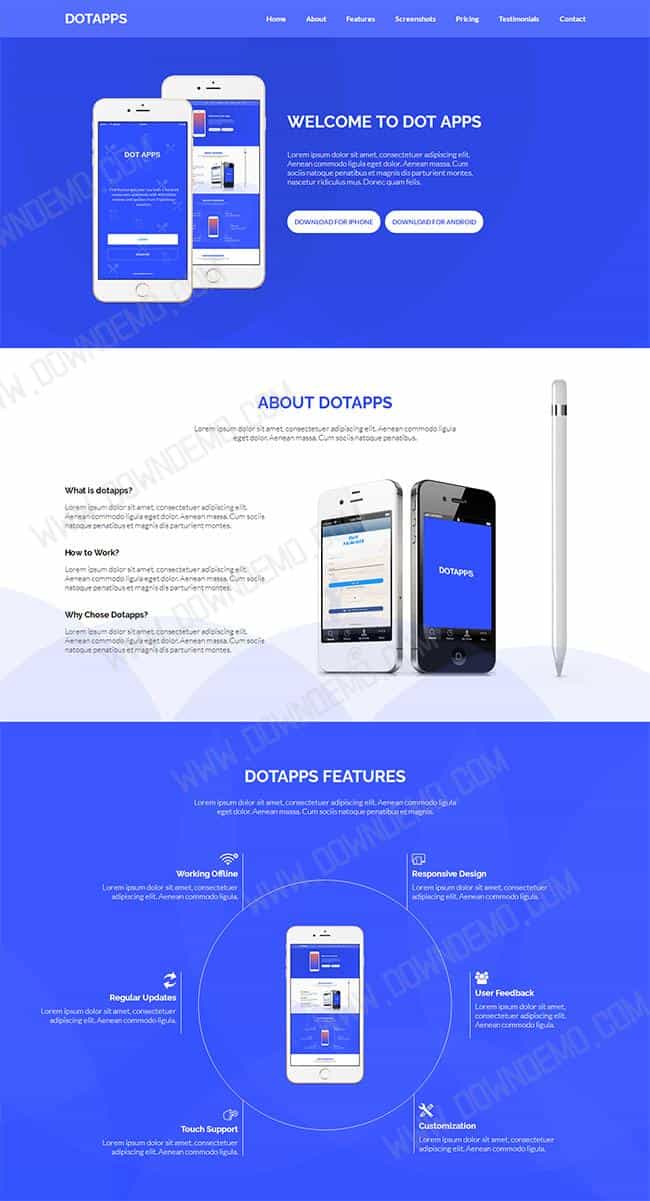 DOTAPPS
Home About Features Screenshots Pricing Testimonials Contact
WELCOME TO DOT APPS
Lorem ipsum dolor sit amet, consectetuer adipiscing elit.
Aenean commodo ligula eget dolor. Aenean massa. Cum
sociis natoque penatibus et magnis dis parturient montes,
nascetur ridiculus mus. Donec quam felis.
DOWNLOAD FOR IPHONE DOWNLOAD FOR ANDROID
DOT APPS
ABOUT DOTAPPS
Lorem ipsum dolor sit amet, consectetuer adipiscing elit. Aenean commodo ligula
eget dolor. Aenean massa. Cum sociis natoque penatibus.
What is dotapps?
Lorem ipsum dolor sit amet, consectetuer adipiscing elit. Aenean
commodo ligula eget dolor. Aenean massa. Cum sociis
natoque penatibus et magnis dis parturient montes.
How to Work?
Lorem ipsum dolor sit amet, consectetuer adipiscing elit. Aenean
commodo ligula eget dolor. Aenean massa. Cum sociis
natoque penatibus et magnis dis parturient montes.
Why Chose Dotapps?
Lorem ipsum dolor sit amet, consectetuer adipiscing elit. Aenean
commodo ligula eget dolor. Aenean massa. Cum sociis
natoque penatibus et magnis dis parturient montes.
DOTAPPS
DOTAPPS FEATURES
Lorem ipsum dolor sit amet, consectetuer adipiscing elit. Aenean commodo ligula
eget dolor. Aenean massa. Cum sociis natoque penatibus et magnis.
Working Offline
Lorem ipsum dolor sit amet, consectetuer
adipiscing elit. Aenean commodo ligula.
Responsive Design
Lorem ipsum dolor sit amet, consectetuer
adipiscing elit. Aenean commodo ligula.
Regular Updates
Lorem ipsum dolor sit amet, consectetuer
adipiscing elit. Aenean commodo ligula.
User Feedback
Lorem ipsum dolor sit amet,
consectetuer adipiscing elit.
Aenean commodo ligula.
Touch Support
Lorem ipsum dolor sit amet, consectetuer
adipiscing elit. Aenean commodo ligula.
Customization
Lorem ipsum dolor sit amet, consectetuer
adipiscing elit. Aenean commodo ligula.
WWW.DOWNDEMO.COM
WWW.DOWNDEMO.COM
WWW.DOWNDEMO.COM
WWW.DOWNDEMO.COM
WWW.DOWNDEMO.COM